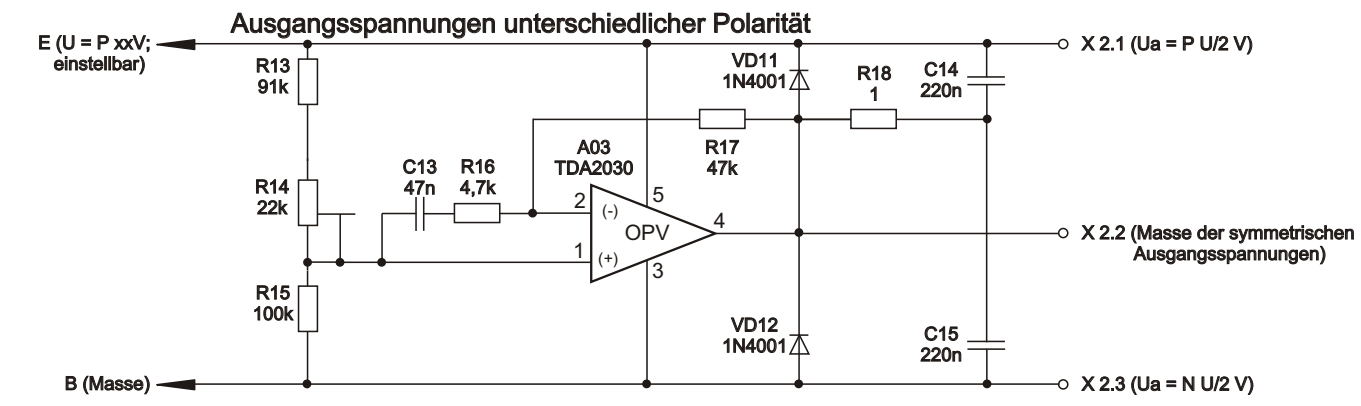 Ausgangsspannungen unterschiedlicher Polarität
E (U = P xxV;
einstellbar)
X 2.1 (Ua = P U/2 V)
R13
91k
VD11
1N4001
R18
1
C14
220n
R17
47k
A03
TDA2030
C13
47n
R16
4,7k
R14
22k
2
(-)
5
OPV
4
1
(+)
3
X 2.2 (Masse der symmetrischen
Ausgangsspannungen)
R15
100k
VD12
1N4001
C15
220n
B (Masse)
X 2.3 (Ua = N U/2 V)